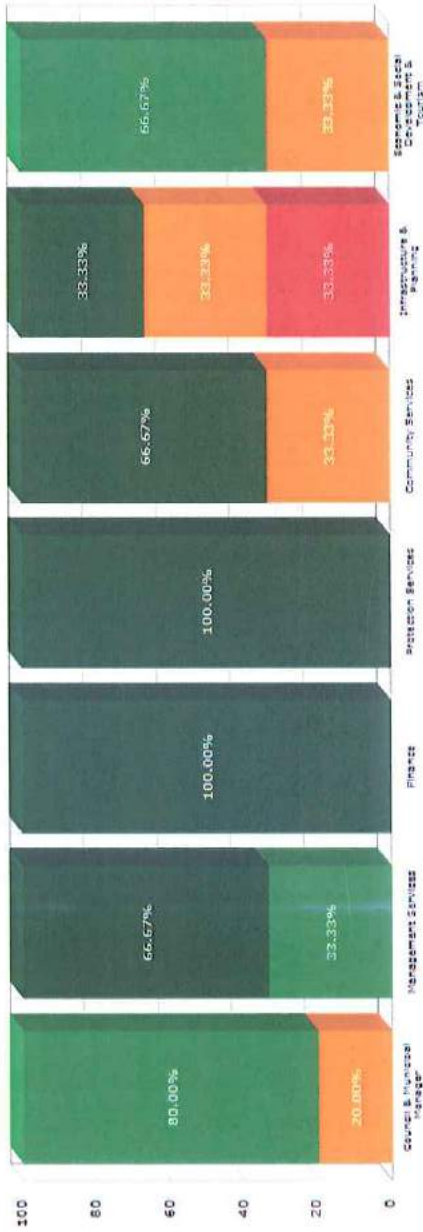 100
80
60
40
20
0
80.00%
20.00%
66.67%
33.33%
100.00%
100.00%
66.67%
33.33%
33.33%
33.33%
33.33%
66.67%
33.33%
Council & Municipal
Manager
Management Services
Finance
Protection Services
Community Services
Infrastructure &
Planning
Economic & Social
Development &
Tourism